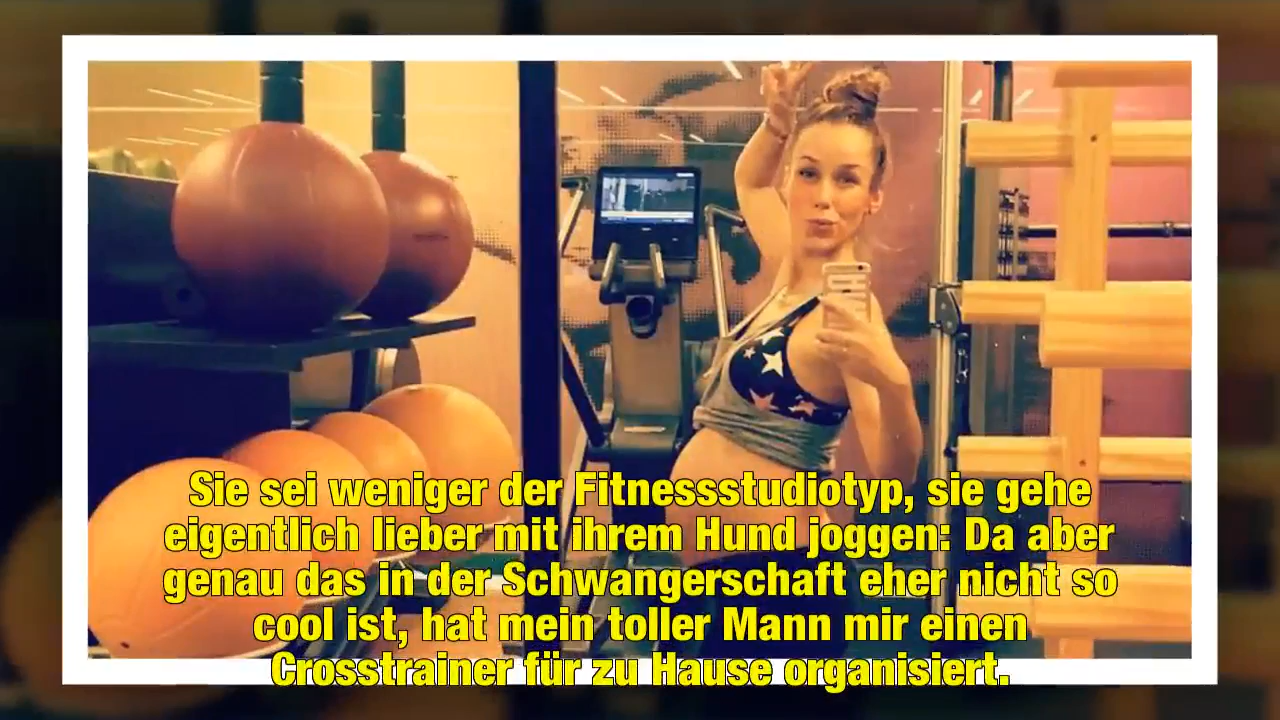 Sie sei weniger der Fitnessstudiotyp, sie gehe
eigentlich lieber mit ihrem Hund joggen: Da aber
genau das in der Schwangerschaft eher nicht so
cool ist, hat mein toller Mann mir einen
Crosstrainer für zu Hause organisiert.